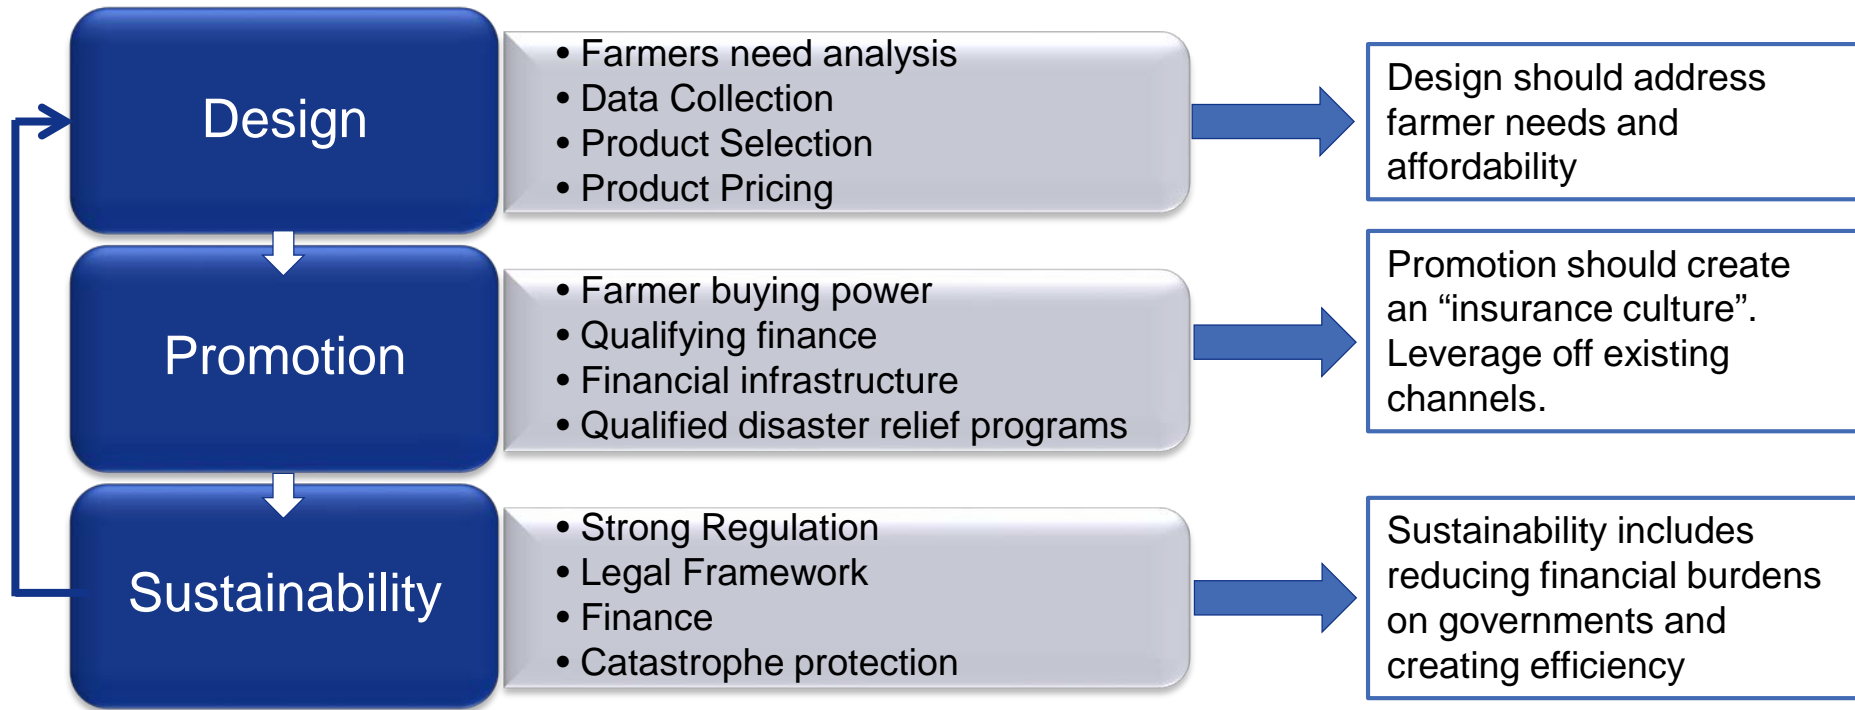 Design
• Farmers need analysis
• Data Collection
• Product Selection
• Product Pricing
Design should address
farmer needs and
affordability
Promotion
• Farmer buying power
• Qualifying finance
• Financial infrastructure
• Qualified disaster relief programs
Promotion should create
an “insurance culture”.
Leverage off existing
channels.
Sustainability
• Strong Regulation
• Legal Framework
• Finance
• Catastrophe protection
Sustainability includes
reducing financial burdens
on governments and
creating efficiency